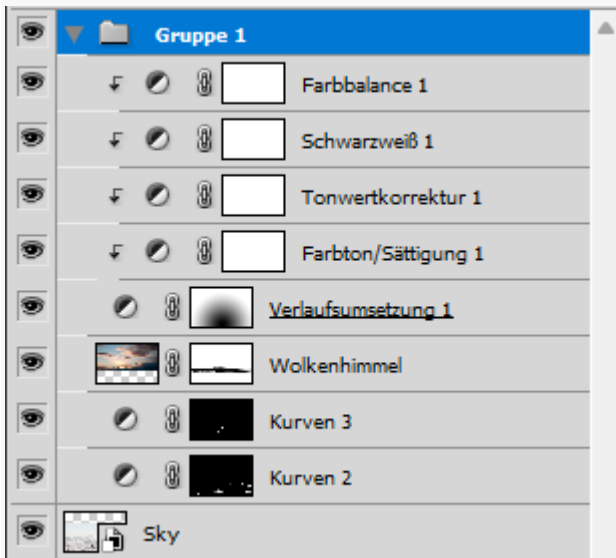 Gruppe 1
Farbbalance 1
Schwarzweiß 1
Tonwertkorrektur 1
Farbton/Sättigung 1
Verlaufsumsetzung 1
Wolkenhimmel
Kurven 3
Kurven 2
Sky